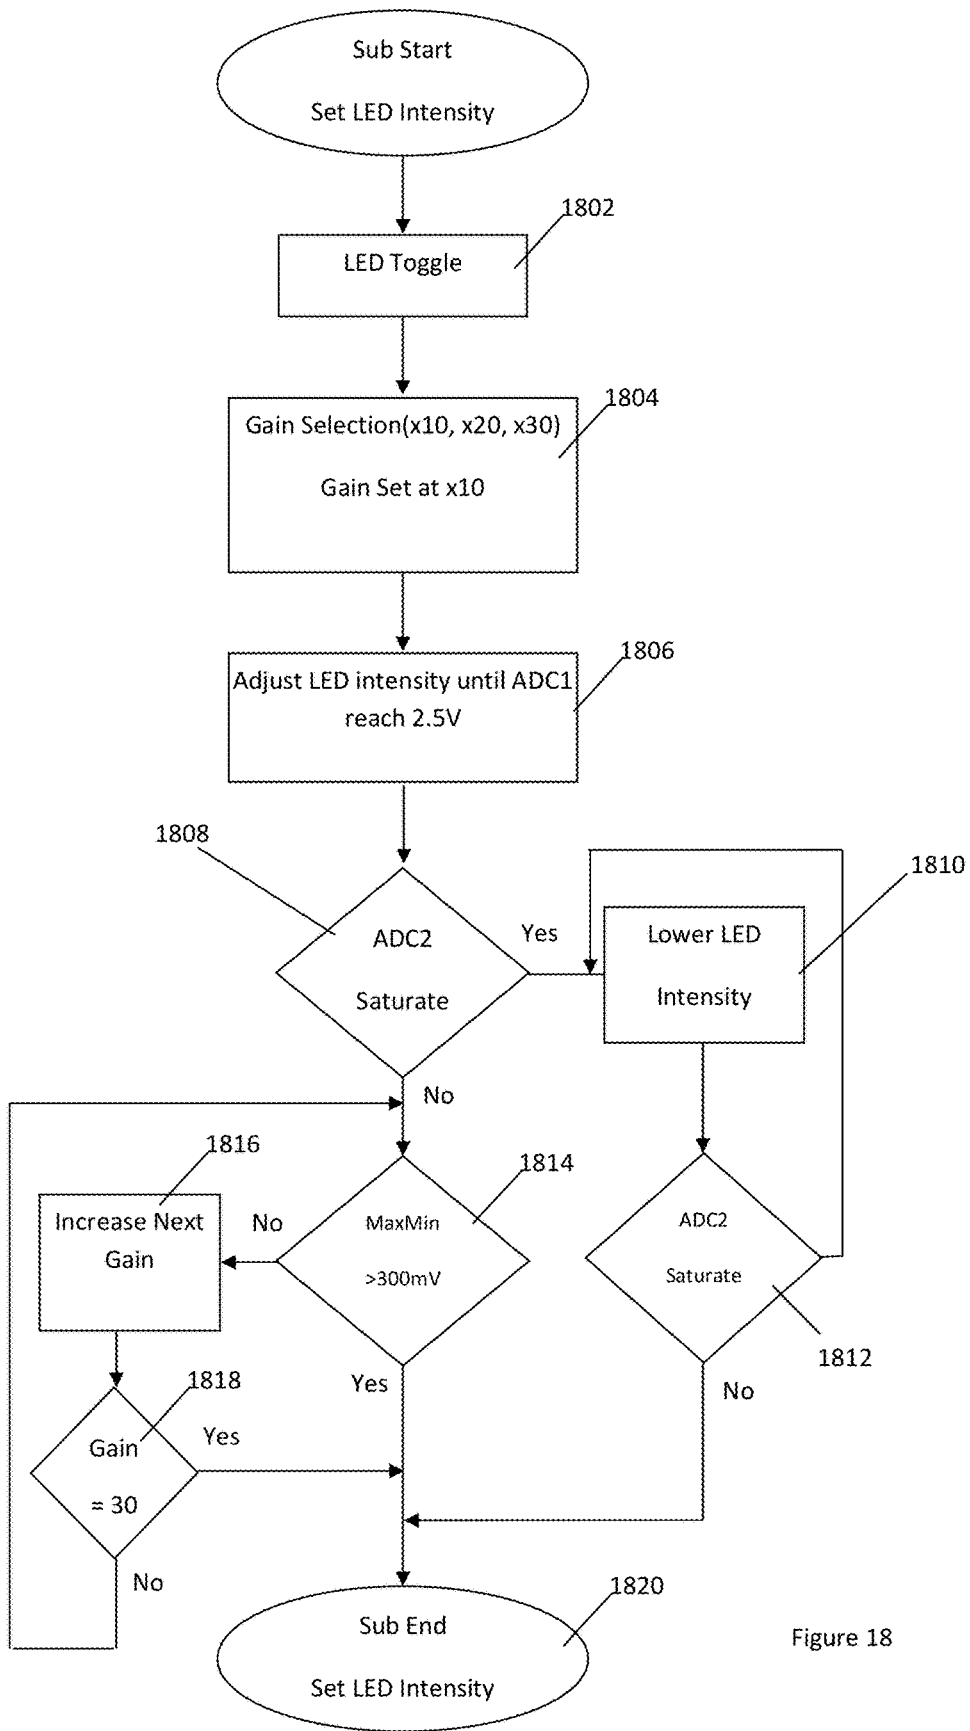 Sub Start
Set LED Intensity
1802
LED Toggle
1804
Gain Selection(x10, x20, x30)
Gain Set at x10
1806
Adjust LED intensity until ADC1
reach 2.5V
1808
ADC2
Saturate
Yes
No
1810
Lower LED
Intensity
1816
Increase Next
Gain
No
1814
MaxMin
>300mV
Yes
ADC2
Saturate
1812
No
1818
Gain
= 30
Yes
No
1820
Sub End
Set LED Intensity
Figure 18